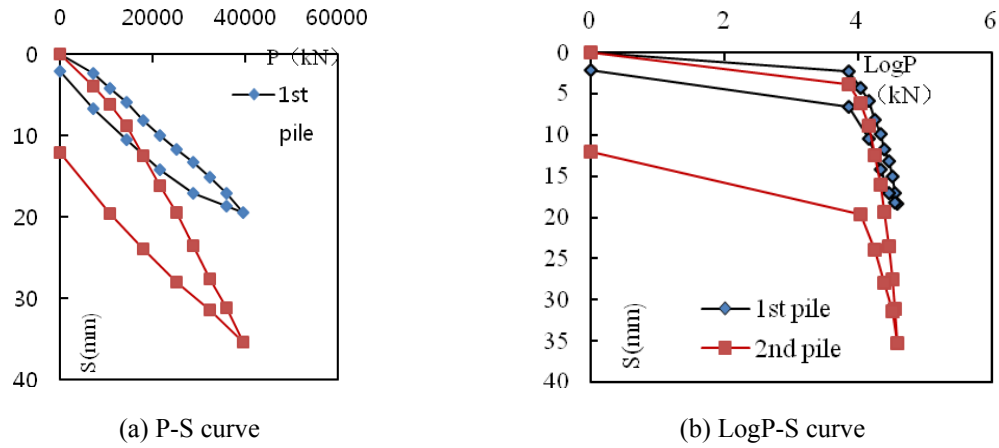 0 20000 40000 60000
P（kN）
0
10
20
30
40
1st
pile
S(mm)
(a) P-S curve
0 2 4 6
LogP
（kN）
0
5
10
15
20
25
30
35
40
1st pile
2nd pile
S(mm)
(b) LogP-S curve